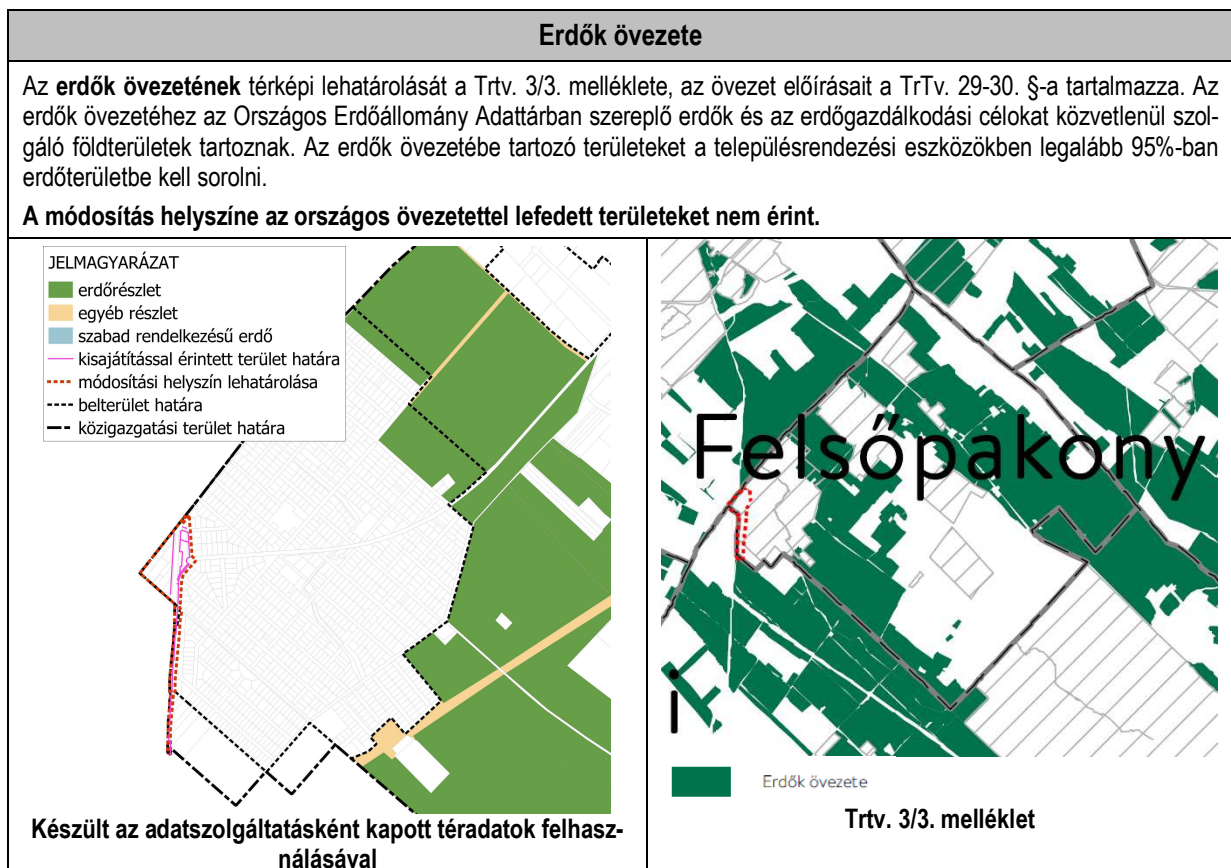 Erdők övezete
Az erdők övezetének térképi lehatárolását a Trtv. 3/3. melléklete, az övezet előírásait a TrTv. 29-30. §-a tartalmazza. Az
erdők övezetéhez az Országos Erdőállomány Adattárban szereplő erdők és az erdőgazdálkodási célokat közvetlenül szol-
gáló földterületek tartoznak. Az erdők övezetébe tartozó területeket a településrendezési eszközökben legalább 95%-ban
erdőterületbe kell sorolni.
A módosítás helyszíne az országos övezetettel lefedett területeket nem érint.
JELMAGYARÁZAT
erdőrészlet
egyéb részlet
szabad rendelkezésű erdő
kisajátítással érintett terület határa
módosítási helyszín lehatárolása
belterület határa
közigazgatási terület határa
Készült az adatszolgáltatásként kapott téradatok felhasz-
nálásával
Felsőpakony
i
Erdők övezete
Trtv. 3/3. melléklet